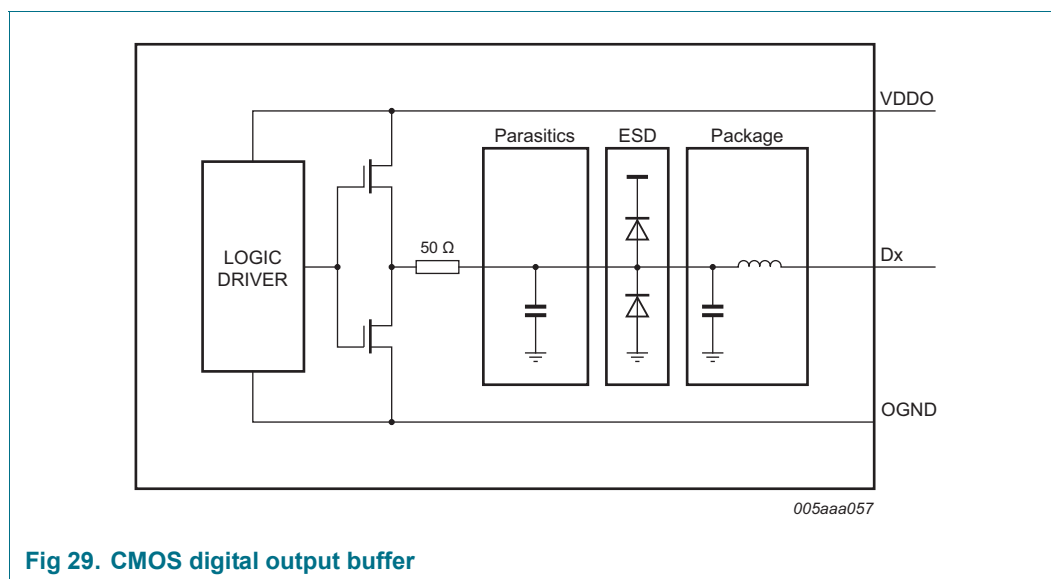 VDDO
Parasitics ESD Package
LOGIC
DRIVER
50 Ω
Dx
OGND
005aaa057
Fig 29. CMOS digital output buffer